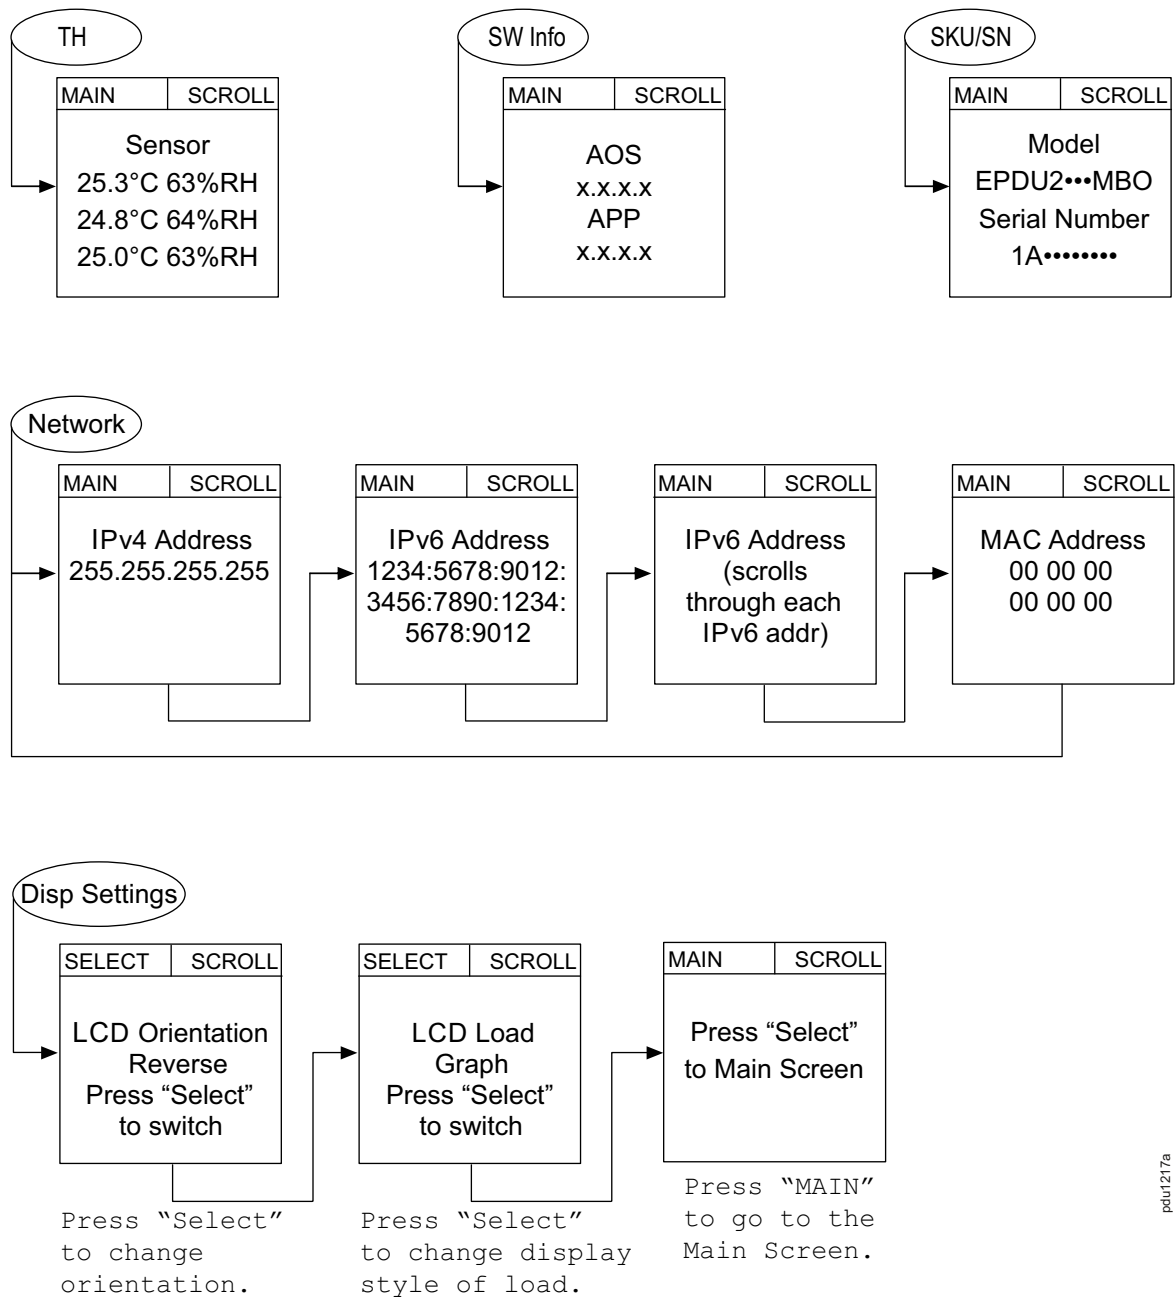 TH
MAIN SCROLL
Sensor
25.3°C 63%RH
24.8°C 64%RH
25.0°C 63%RH
SW Info
MAIN SCROLL
AOS
x.x.x.x
APP
x.x.x.x
SKU/SN
MAIN SCROLL
Model
EPDU2•••MBO
Serial Number
1A••••••••
Network
MAIN SCROLL
IPv4 Address
255.255.255.255
MAIN SCROLL
IPv6 Address
1234:5678:9012:
3456:7890:1234:
5678:9012
MAIN SCROLL
IPv6 Address
(scrolls
through each
IPv6 addr)
MAIN SCROLL
MAC Address
00 00 00
00 00 00
Disp Settings
SELECT SCROLL
LCD Orientation
Reverse
Press “Select”
to switch
Press “Select”
to change
orientation.
SELECT SCROLL
LCD Load
Graph
Press “Select”
to switch
Press “Select”
to change display
style of load.
MAIN SCROLL
Press “Select”
to Main Screen
Press “MAIN”
to go to the
Main Screen.
pdu1217a